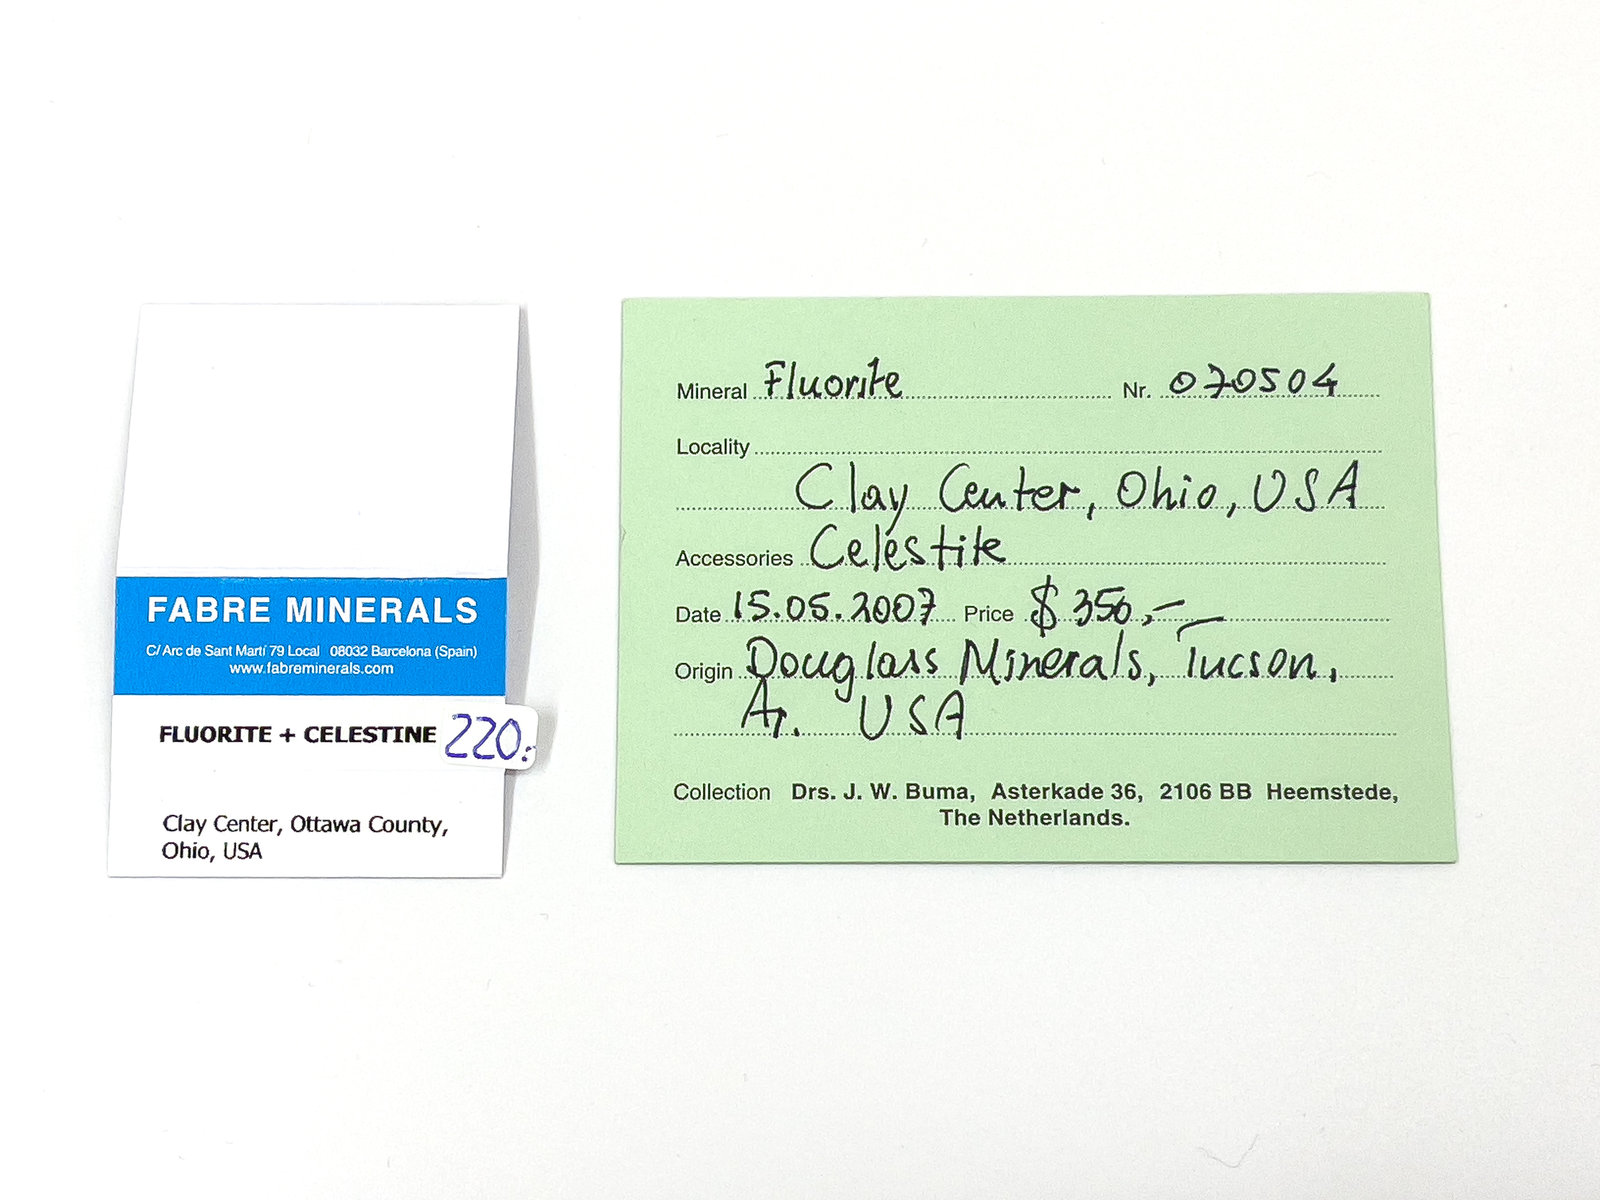 FABRE MINERALS
C/ Arc de Sant Martí 79 Local 08032 Barcelona (Spain)
www.fabreminerals.com
FLUORITE + CELESTINE 220.-
Clay Center, Ottawa County,
Ohio, USA
Mineral Fluorite Nr. 070504
Locality
Clay Center, Ohio, USA
Accessories Celestite
Date 15.05.2007 Price $ 350,-
Origin Douglass Minerals, Tucson,
Ar. USA
Collection Drs. J. W. Buma, Asterkade 36, 2106 BB Heemstede,
The Netherlands.